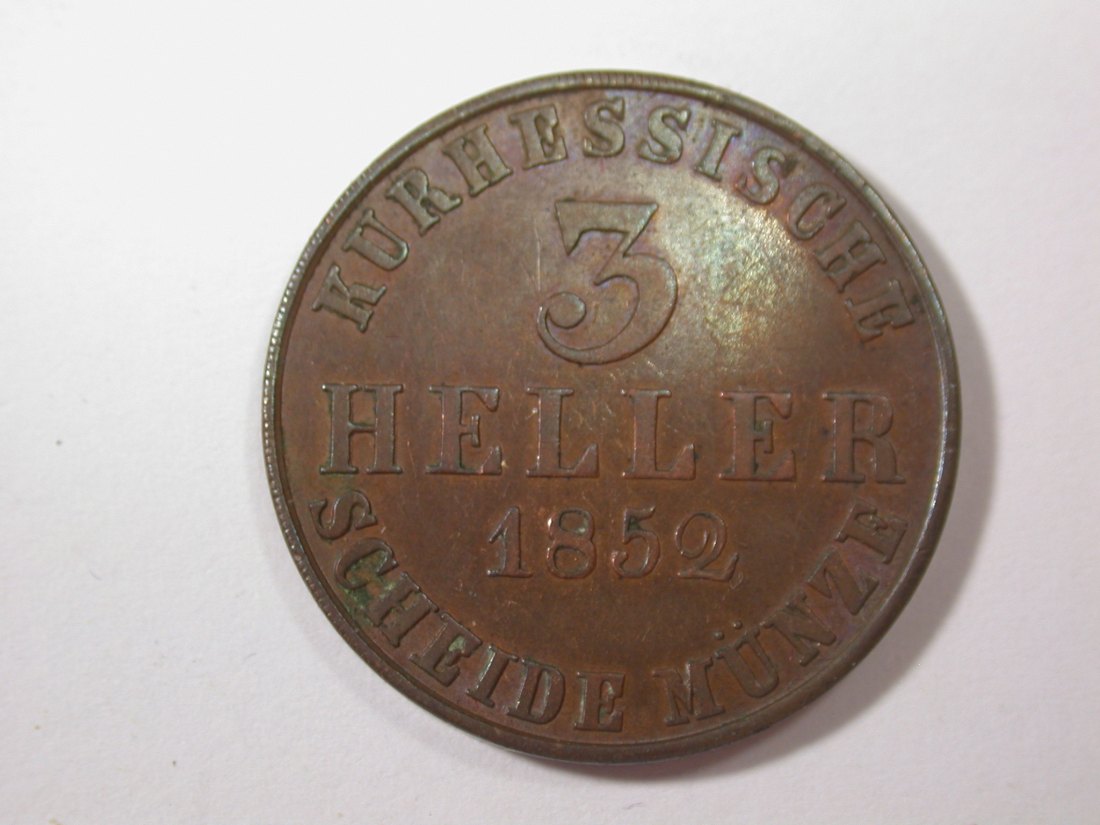 KURHESSISCHE
3
HELLER
1852
SCHEIDE MÜNZE